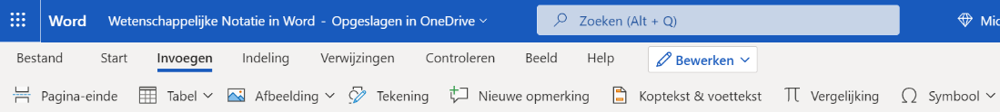 Word Wetenschappelijke Notatie in Word - Opgeslagen in OneDrive Zoeken (Alt + Q) Mic
Bestand Start Invoegen Indeling Verwijzingen Controleren Beeld Help Bewerken
Pagina-einde Tabel Afbeelding Tekening Nieuwe opmerking Koptekst & voettekst Vergelijking Symbool